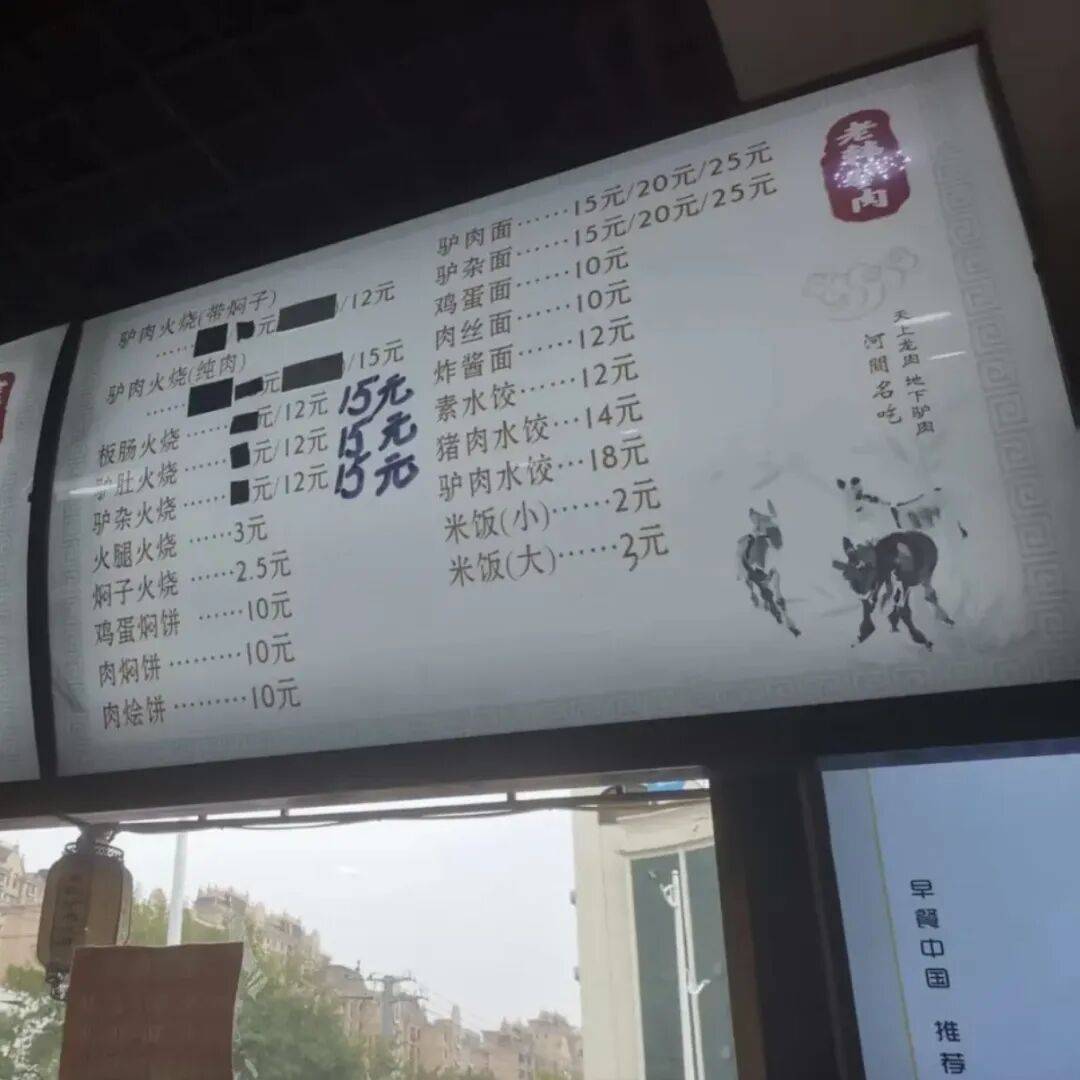 驴肉火烧(带焖子)
……元/12元
驴肉火烧(纯肉)
……元/15元
板肠火烧……元/12元 15元
驴肚火烧……元/12元 15元
驴杂火烧……元/12元 15元
火腿火烧……3元
焖子火烧……2.5元
鸡蛋焖饼……10元
肉焖饼………10元
肉烩饼………10元
驴肉面……15元/20元/25元
驴杂面……15元/20元/25元
鸡蛋面……10元
肉丝面……10元
炸酱面……12元
素水饺……12元
猪肉水饺…14元
驴肉水饺…18元
米饭(小)……2元
米饭(大)……3元
老
肉
天上龙肉 地下驴肉
河間名吃
早餐中国 推荐